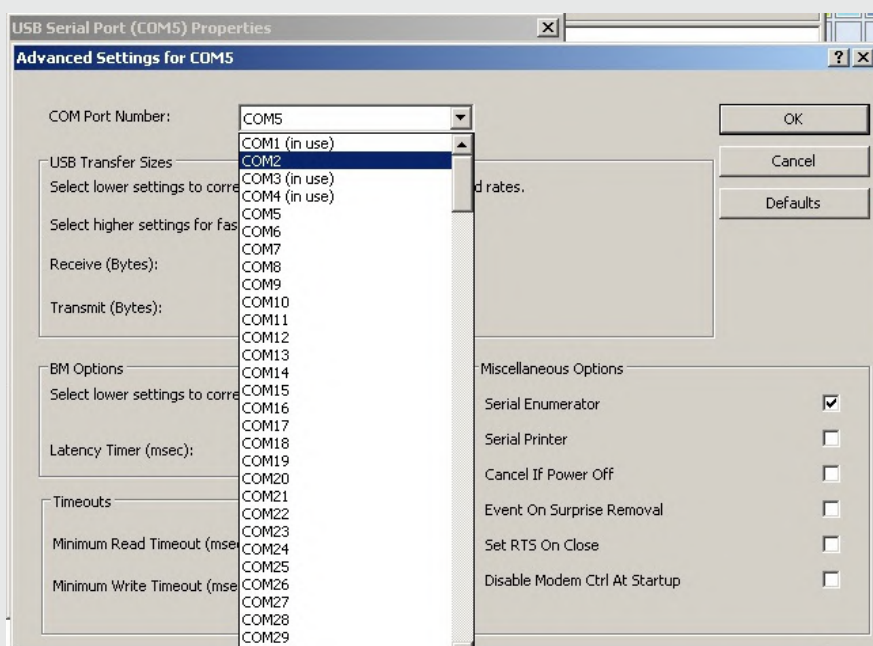 USB Serial Port (COM5) Properties
Advanced Settings for COM5
COM Port Number:
COM5
OK
Cancel
Defaults
COM1 (in use)
COM2
COM3 (in use)
COM4 (in use)
COM5
COM6
COM7
COM8
COM9
COM10
COM11
COM12
COM13
COM14
COM15
COM16
COM17
COM18
COM19
COM20
COM21
COM22
COM23
COM24
COM25
COM26
COM27
COM28
COM29
USB Transfer Sizes
Select lower settings to corre
d rates.
Select higher settings for fas
Receive (Bytes):
Transmit (Bytes):
BM Options
Select lower settings to corre
Latency Timer (msec):
Timeouts
Minimum Read Timeout (mse
Minimum Write Timeout (mse
Miscellaneous Options
Serial Enumerator
Serial Printer
Cancel If Power Off
Event On Surprise Removal
Set RTS On Close
Disable Modem Ctrl At Startup